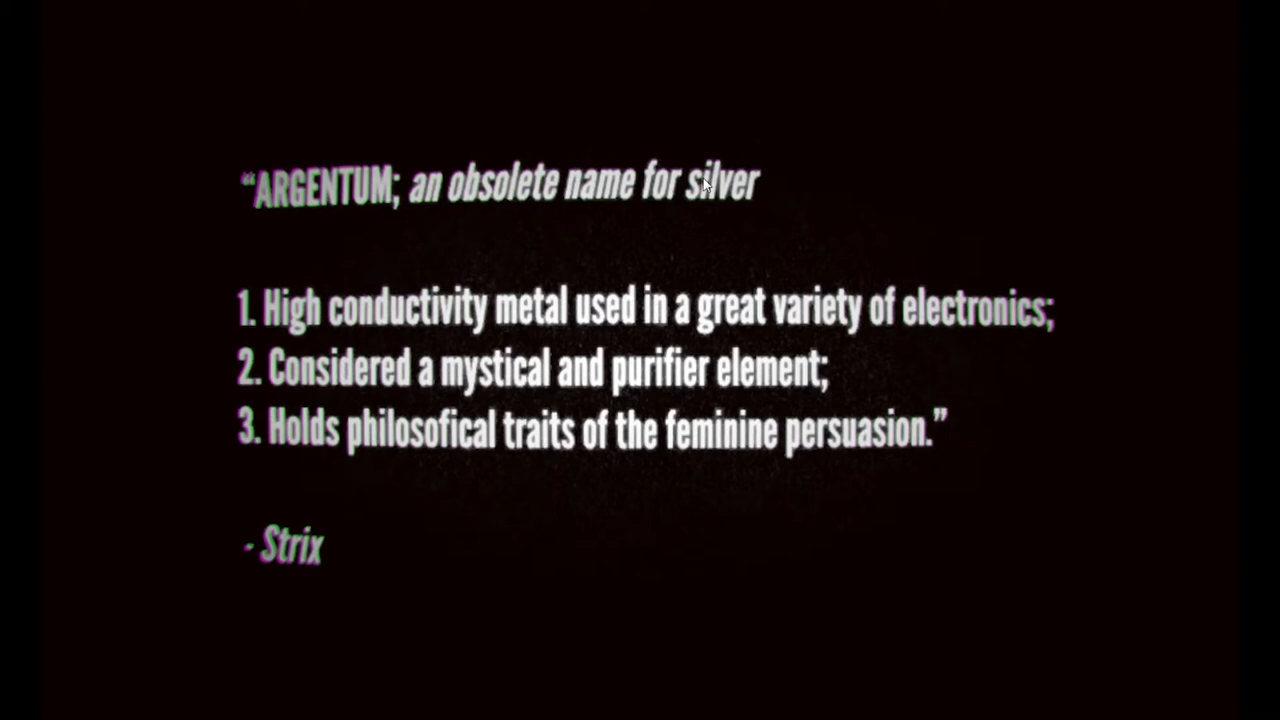 “ARGENTUM; an obsolete name for silver
1. High conductivity metal used in a great variety of electronics;
2. Considered a mystical and purifier element;
3. Holds philosofical traits of the feminine persuasion.”
- Strix